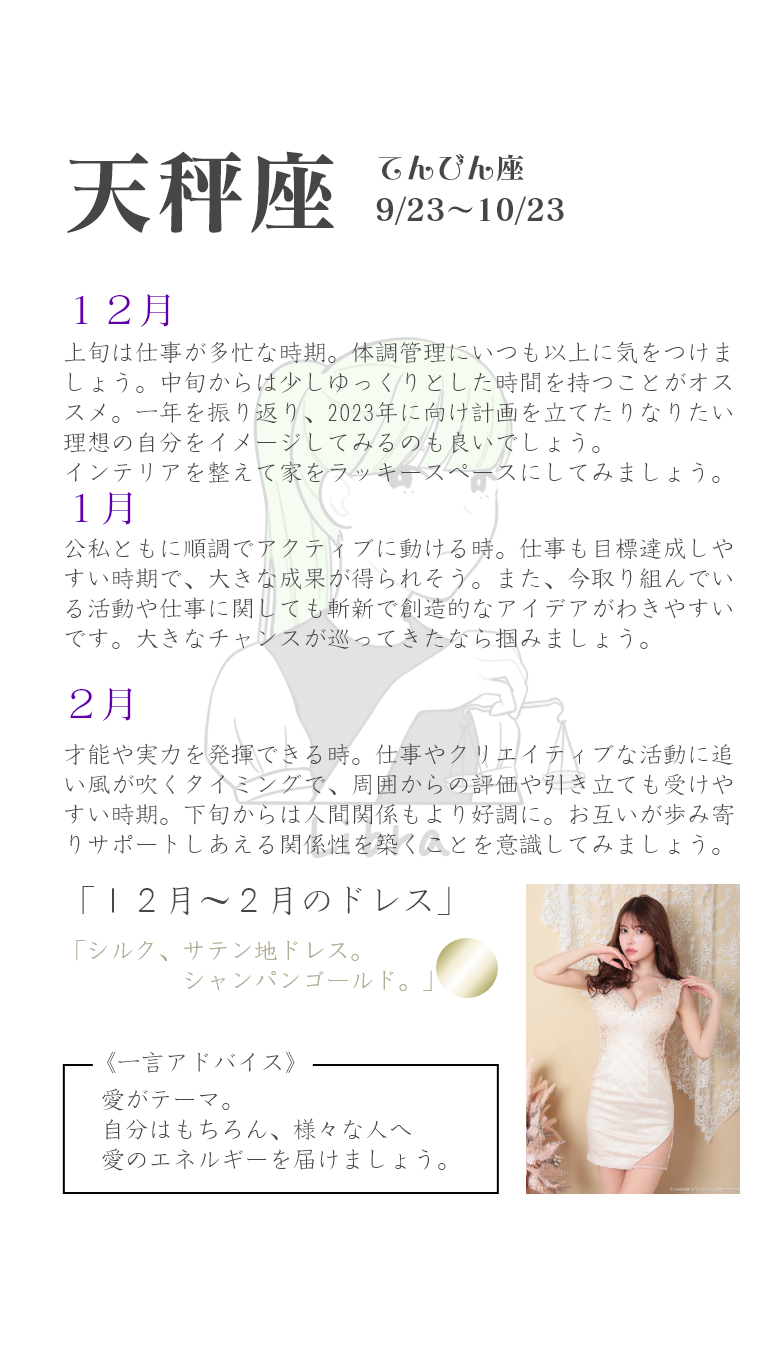 天秤座
てんびん座
9/23〜10/23
１２月
上旬は仕事が多忙な時期。体調管理にいつも以上に気をつけま
しょう。中旬からは少しゆっくりとした時間を持つことがオス
スメ。一年を振り返り、2023年に向け計画を立てたりなりたい
理想の自分をイメージしてみるのも良いでしょう。
インテリアを整えて家をラッキースペースにしてみましょう。
１月
公私ともに順調でアクティブに動ける時。仕事も目標達成しや
すい時期で、大きな成果が得られそう。また、今取り組んでい
る活動や仕事に関しても斬新で創造的なアイデアがわきやすい
です。大きなチャンスが巡ってきたなら掴みましょう。
２月
才能や実力を発揮できる時。仕事やクリエイティブな活動に追
い風が吹くタイミングで、周囲からの評価や引き立ても受けや
すい時期。下旬からは人間関係もより好調に。お互いが歩み寄
りサポートしあえる関係性を築くことを意識してみましょう。
Libra
「１２月〜２月のドレス」
「シルク、サテン地ドレス。
シャンパンゴールド。」
《一言アドバイス》
愛がテーマ。
自分はもちろん、様々な人へ
愛のエネルギーを届けましょう。